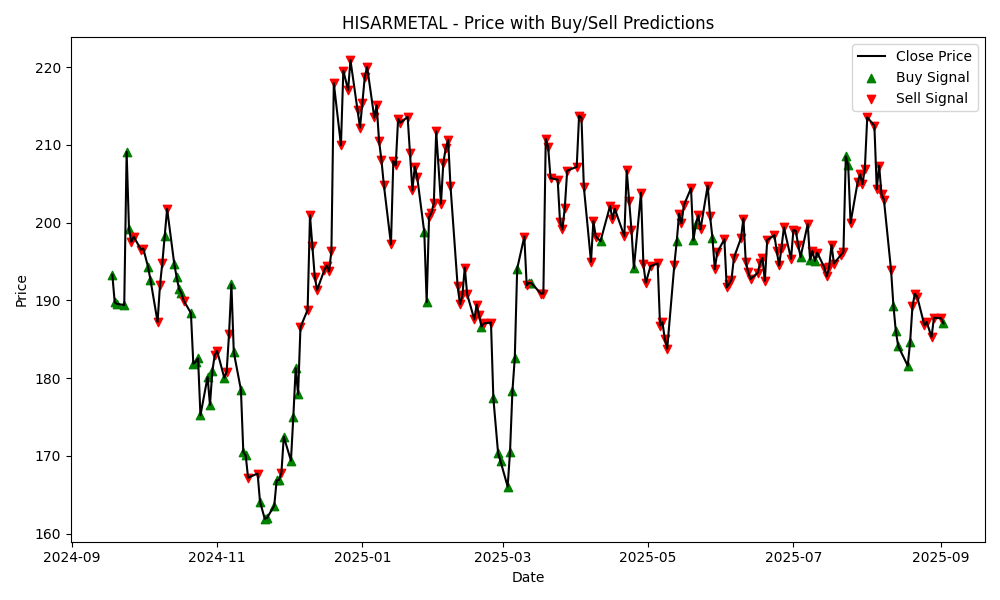 HISARMETAL - Price with Buy/Sell Predictions
Close Price
Buy Signal
Sell Signal
220
210
200
190
180
170
160
Price
2024-09
2024-11
2025-01
2025-03
2025-05
2025-07
2025-09
Date